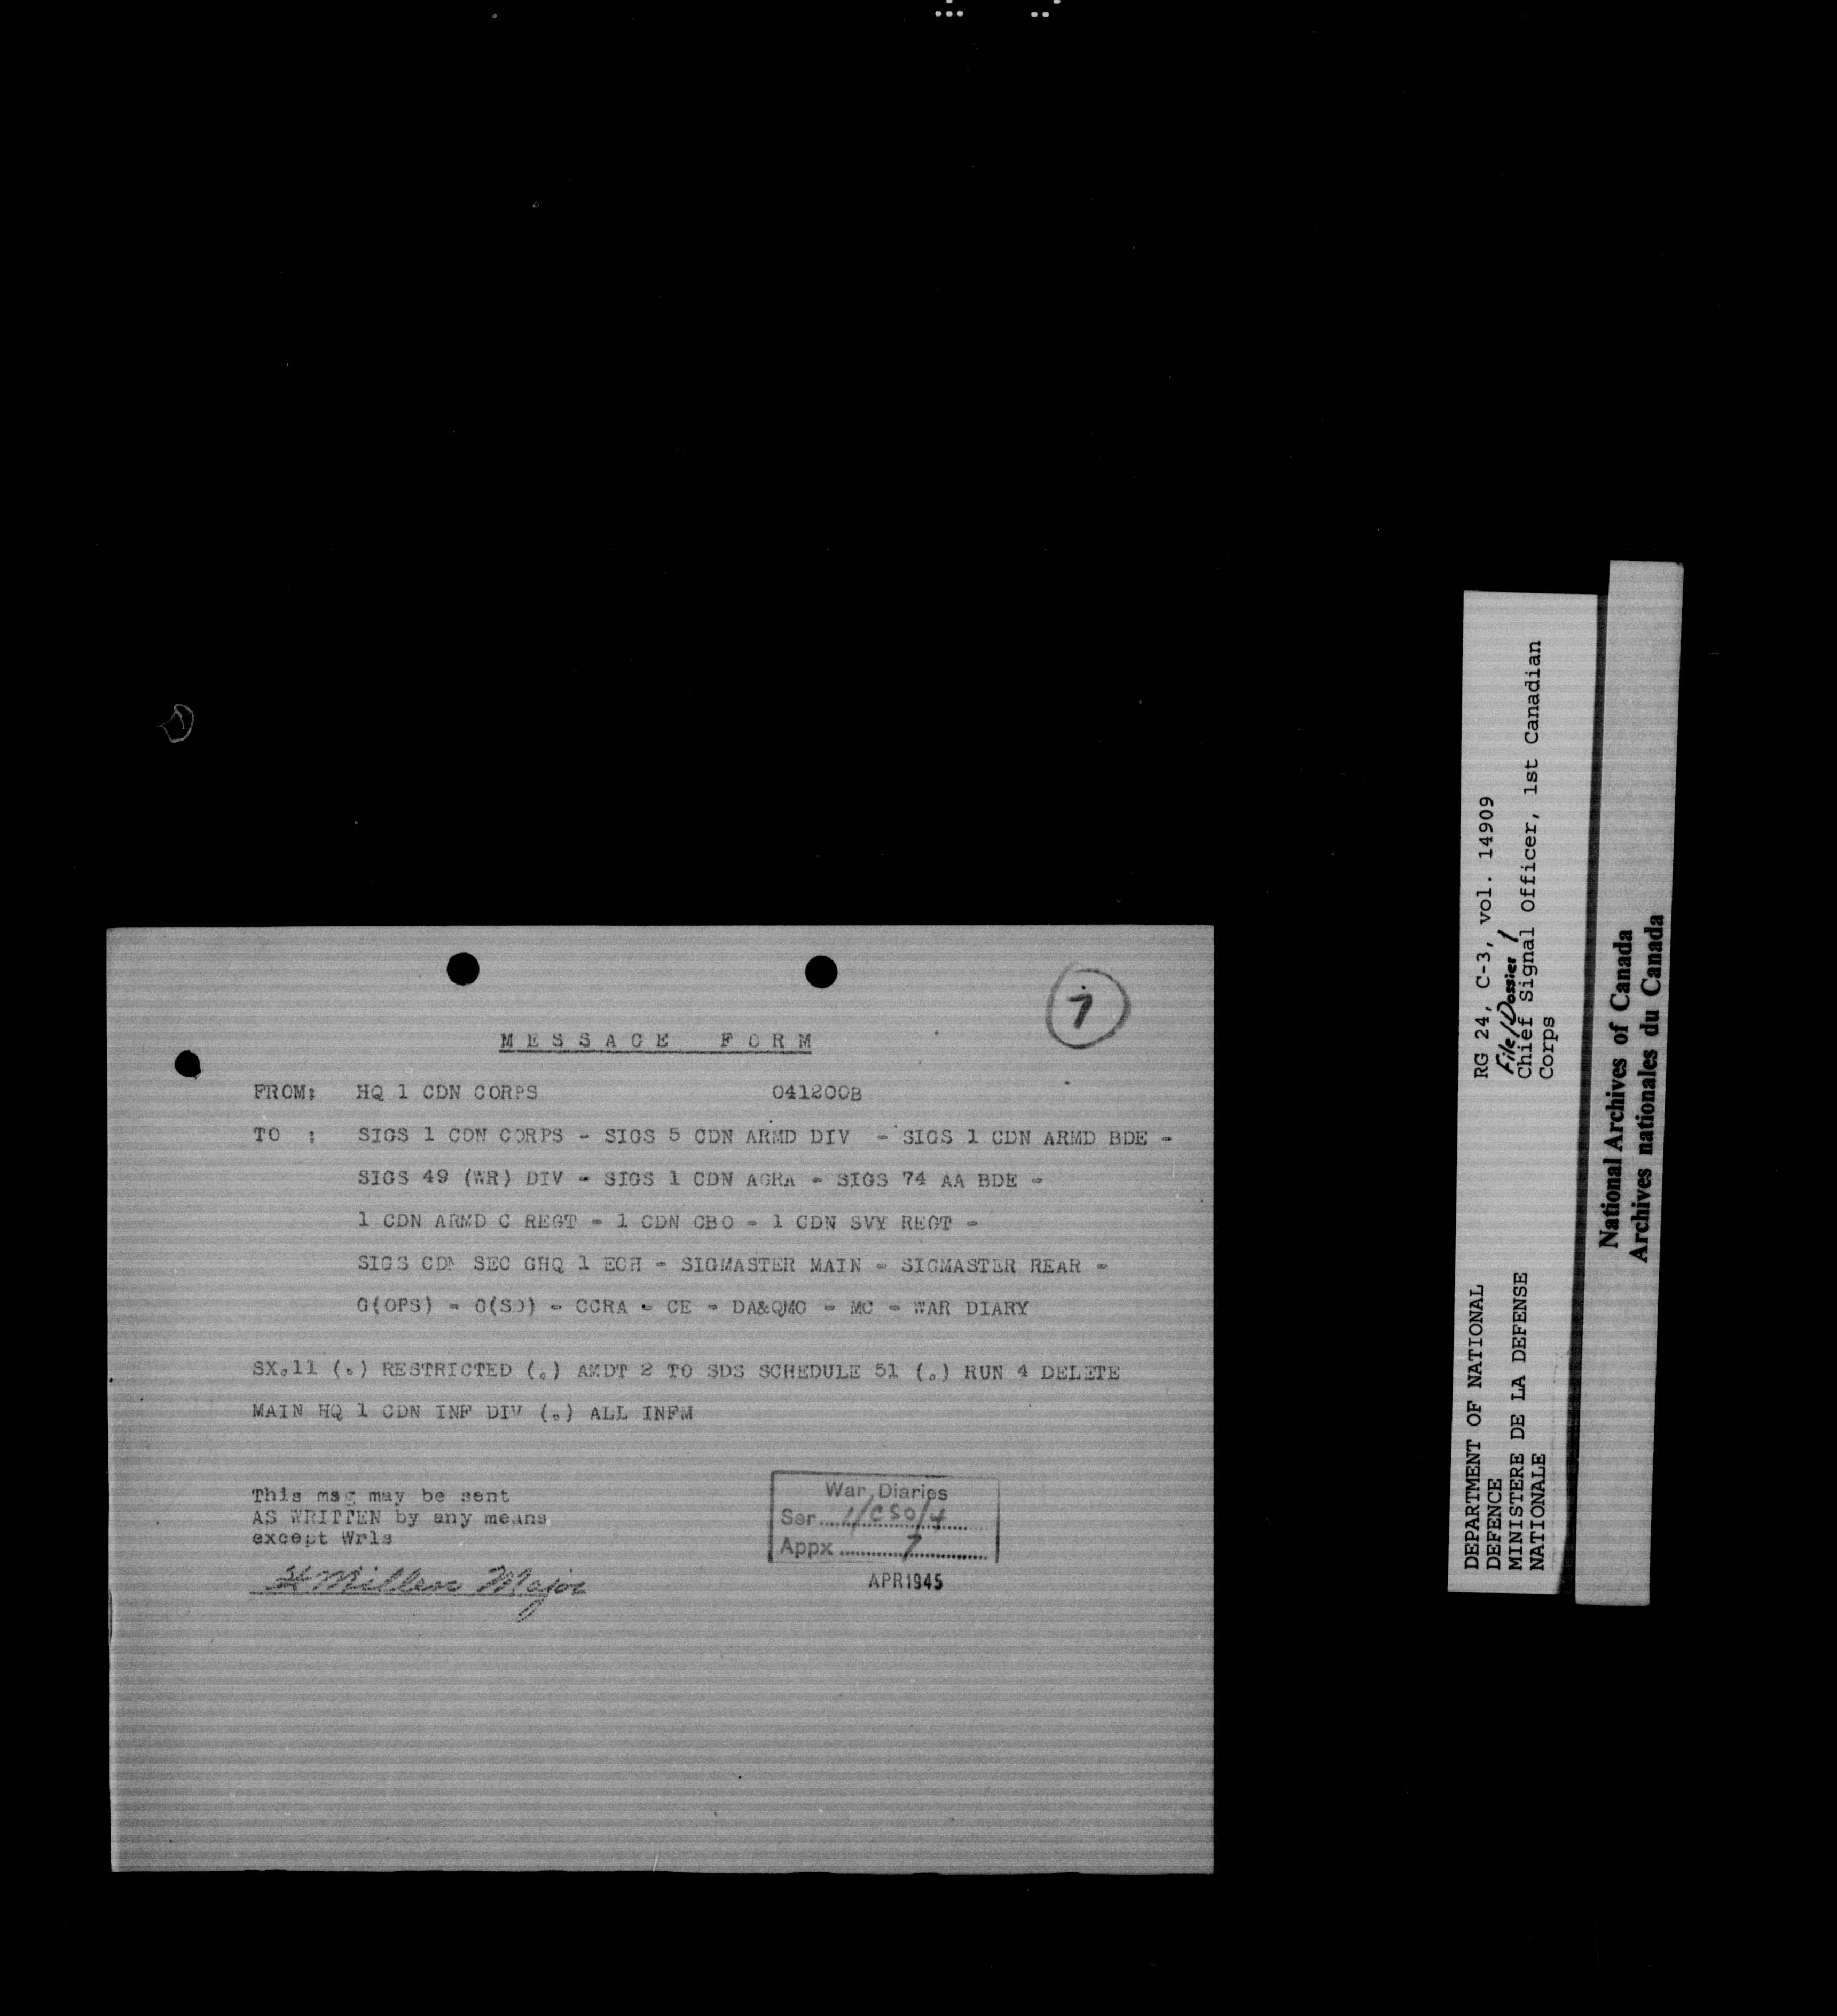 7
MESSAGE FORM
FROM: HQ 1 CDN CORPS 041200B
TO : SIGS 1 CDN CORPS - SIGS 5 CDN ARMD DIV - SIGS 1 CDN ARMD BDE -
SIGS 49 (WR) DIV - SIGS 1 CDN AGRA - SIGS 74 AA BDE -
1 CDN ARMD C REGT - 1 CDN CBO - 1 CDN SVY REGT -
SIGS CDN SEC GHQ 1 ECH - SIGMASTER MAIN - SIGMASTER REAR -
G(OPS) - G(SD) - CCRA - CE - DA&QMG - MC - WAR DIARY
SX.11 (.) RESTRICTED (.) AMDT 2 TO SDS SCHEDULE 51 (.) RUN 4 DELETE
MAIN HQ 1 CDN INF DIV (.) ALL INFM
This msg may be sent
AS WRITTEN by any means
except Wrls
Major
War Diaries
Ser 1/CSO/4
Appx 7
APR 1945
DEPARTMENT OF NATIONAL
DEFENCE
MINISTERE DE LA DEFENSE
NATIONALE
RG 24, C-3, vol. 14909
File/Dossier 1
Chief Signal Officer, 1st Canadian
Corps
National Archives of Canada
Archives nationales du Canada